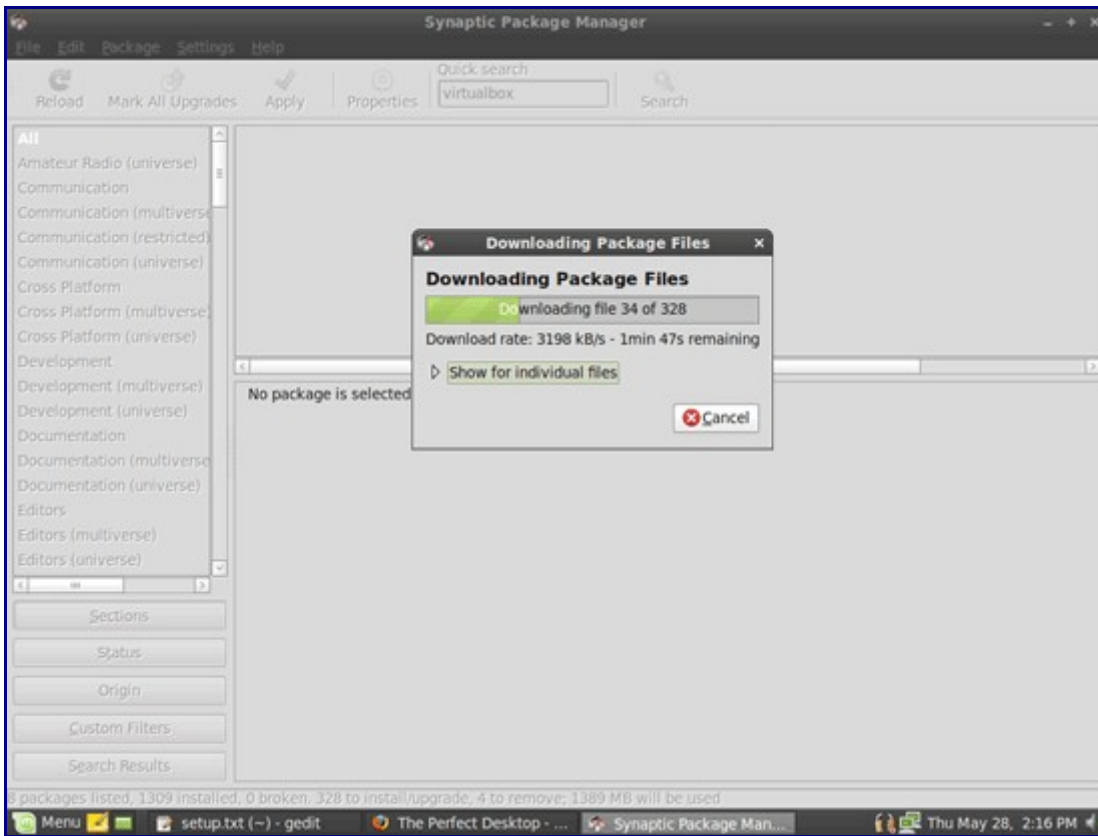 Synaptic Package Manager
File Edit Package Settings Help
Quick search
Reload Mark All Upgrades Apply Properties virtualbox Search
All
Amateur Radio (universe)
Communication
Communication (multiverse
Communication (restricted)
Communication (universe)
Cross Platform
Cross Platform (multiverse)
Cross Platform (universe)
Development
Development (multiverse)
Development (universe)
Documentation
Documentation (multiverse
Documentation (universe)
Editors
Editors (multiverse)
Editors (universe)
Sections
Status
Origin
Custom Filters
Search Results
No package is selected
Downloading Package Files
Downloading Package Files
Downloading file 34 of 328
Download rate: 3198 kB/s - 1min 47s remaining
Show for individual files
Cancel
8 packages listed, 1309 installed, 0 broken. 328 to install/upgrade, 4 to remove; 1389 MB will be used
Menu setup.txt (~) - gedit The Perfect Desktop - ... Synaptic Package Man... Thu May 28, 2:16 PM